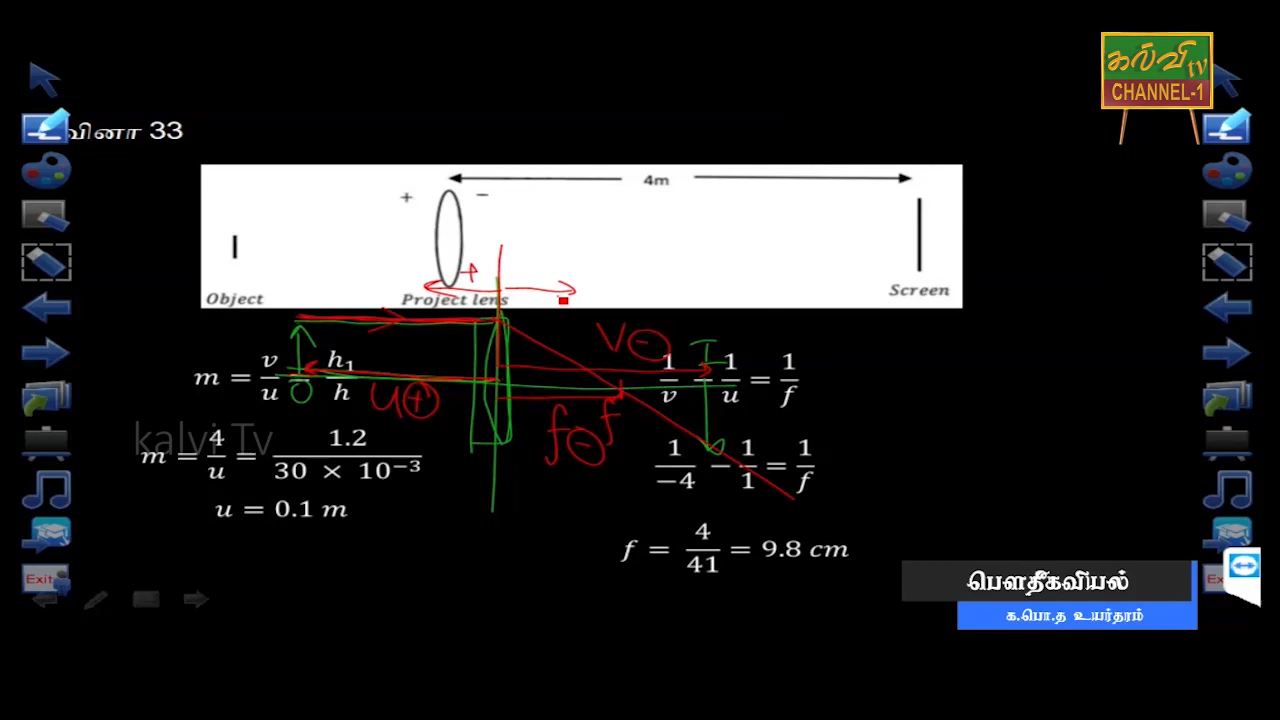 கல்வி tv
CHANNEL-1
வினா 33
4m
+ −
+
Object
Project lens
Screen
V⊖
I
m = v/u = h₁/h
O
U⊕
f⊖
f
1/v − 1/u = 1/f
kalvi Tv
m = 4/u = 1.2/(30 × 10⁻³)
1/−4 − 1/1 = 1/f
u = 0.1 m
f = 4/41 = 9.8 cm
Exit
பௌதீகவியல்
க.பொ.த உயர்தரம்